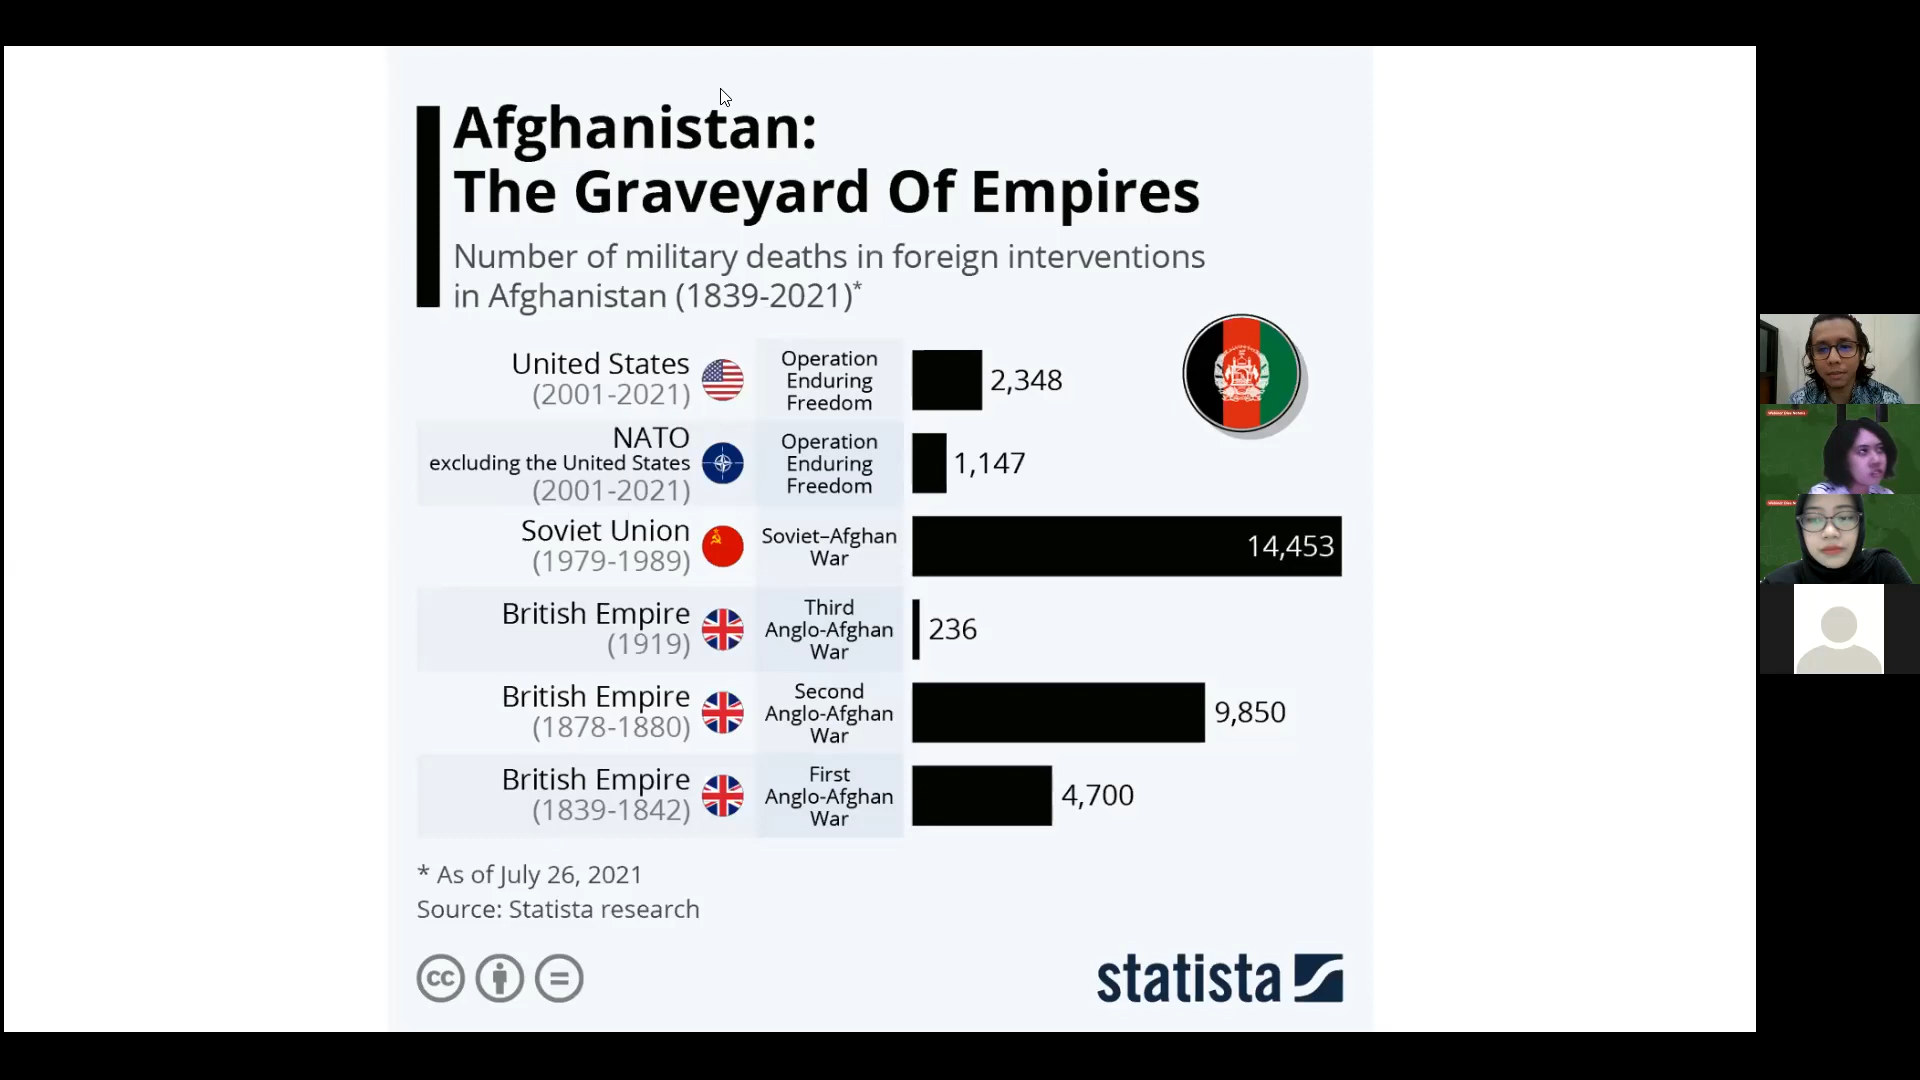 Afghanistan:
The Graveyard Of Empires
Number of military deaths in foreign interventions
in Afghanistan (1839-2021)*
United States
(2001-2021)
Operation
Enduring
Freedom
2,348
NATO
excluding the United States
(2001-2021)
Operation
Enduring
Freedom
1,147
Soviet Union
(1979-1989)
Soviet–Afghan
War
14,453
British Empire
(1919)
Third
Anglo-Afghan
War
236
British Empire
(1878-1880)
Second
Anglo-Afghan
War
9,850
British Empire
(1839-1842)
First
Anglo-Afghan
War
4,700
* As of July 26, 2021
Source: Statista research
cc
=
statista